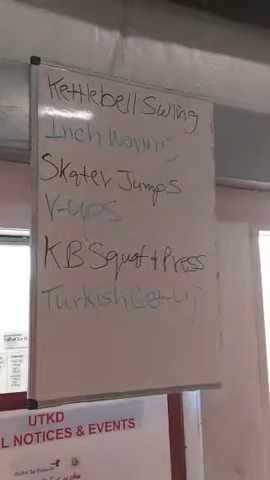 Kettlebell Swing
Inch Worms
Skater Jumps
V-ups
KB Squat + Press
Turkish Get-Up
UTKD
L NOTICES & EVENTS